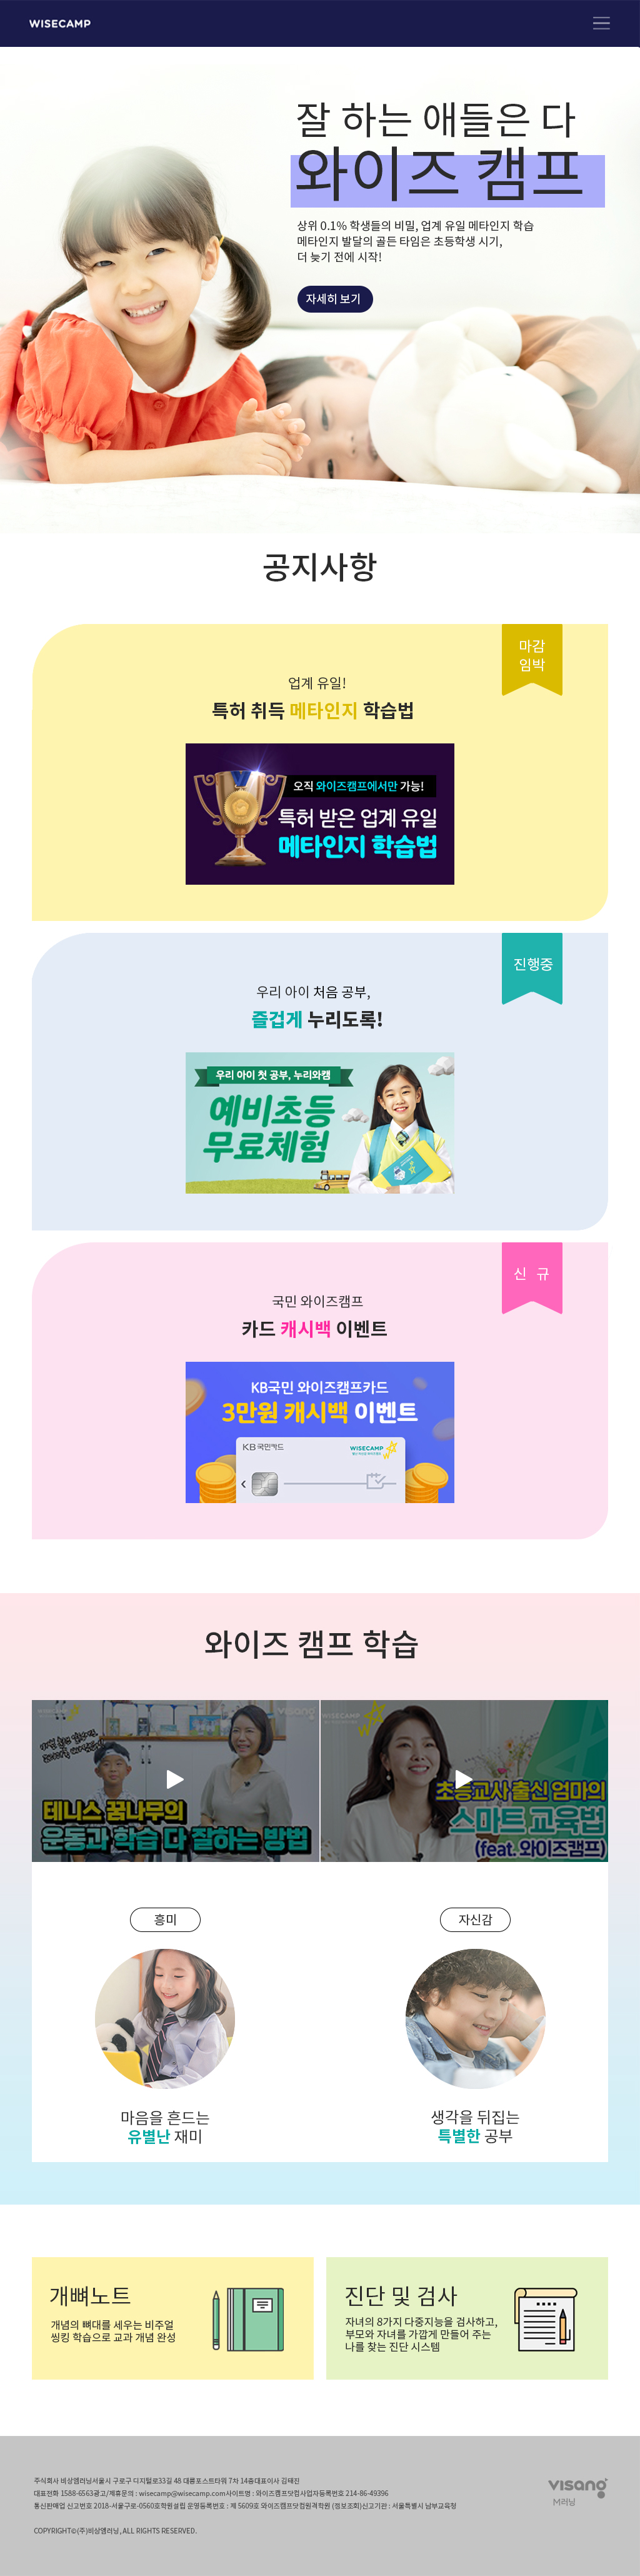 WISECAMP
잘 하는 애들은 다
와이즈 캠프
상위 0.1% 학생들의 비밀, 업계 유일 메타인지 학습
메타인지 발달의 골든 타임은 초등학생 시기,
더 늦기 전에 시작!
자세히 보기
공지사항
마감
임박
업계 유일!
특허 취득 메타인지 학습법
오직 와이즈캠프에서만 가능!
특허 받은 업계 유일
메타인지 학습법
진행중
우리 아이 처음 공부,
즐겁게 누리도록!
우리 아이 첫 공부, 누리와캠
예비초등
무료체험
신 규
국민 와이즈캠프
카드 캐시백 이벤트
KB국민 와이즈캠프카드
3만원 캐시백 이벤트
KB국민카드
WISECAMP
와이즈 캠프 학습
WISECAMP
visang
테니스 꿈나무의
운동과 학습 다 잘하는 방법
WISECAMP
초등교사 출신 엄마의
스마트 교육법
(feat. 와이즈캠프)
흥미
자신감
마음을 흔드는
유별난 재미
생각을 뒤집는
특별한 공부
개뼈노트
개념의 뼈대를 세우는 비주얼
씽킹 학습으로 교과 개념 완성
진단 및 검사
자녀의 8가지 다중지능을 검사하고,
부모와 자녀를 가깝게 만들어 주는
나를 찾는 진단 시스템
주식회사 비상엠러닝서울시 구로구 디지털로33길 48 대륭포스트타워 7차 14층대표이사 김태진
대표전화 1588-6563광고/제휴문의 : wisecamp@wisecamp.com사이트명 : 와이즈캠프닷컴사업자등록번호 214-86-49396
통신판매업 신고번호 2018-서울구로-0560호학원설립 운영등록번호 : 제 5609호 와이즈캠프닷컴원격학원 (정보조회)신고기관 : 서울특별시 남부교육청
COPYRIGHT©(주)비상엠러닝, ALL RIGHTS RESERVED.
visang
M러닝